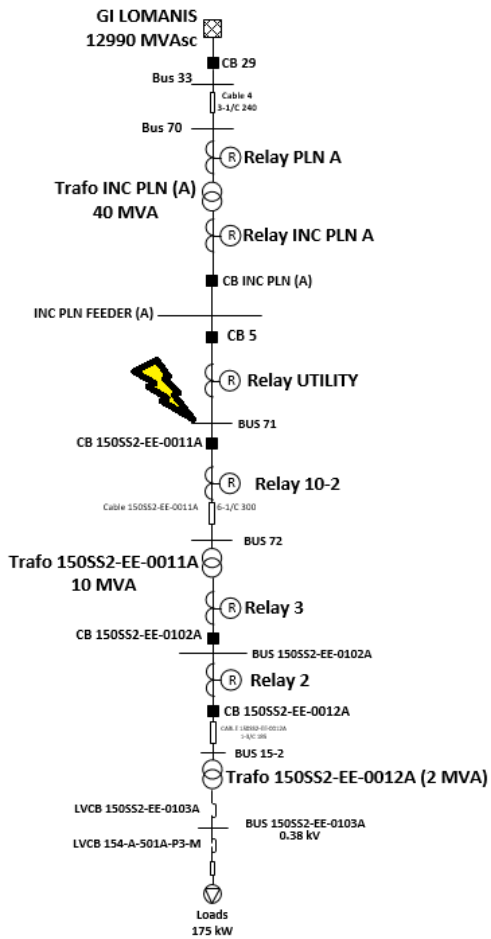 GI LOMANIS
12990 MVAsc
CB 29
Bus 33
Cable 4
3-1/C 240
Bus 70
R Relay PLN A
Trafo INC PLN (A)
40 MVA
R Relay INC PLN A
CB INC PLN (A)
INC PLN FEEDER (A)
CB 5
R Relay UTILITY
BUS 71
CB 150SS2-EE-0011A
R Relay 10-2
Cable 150SS2-EE-0011A 6-1/C 300
BUS 72
Trafo 150SS2-EE-0011A
10 MVA
R Relay 3
CB 150SS2-EE-0102A
BUS 150SS2-EE-0102A
R Relay 2
CB 150SS2-EE-0012A
CABLE 150SS2-EE-0012A
BUS 15-2
Trafo 150SS2-EE-0012A (2 MVA)
LVCB 150SS2-EE-0103A
BUS 150SS2-EE-0103A
0.38 kV
LVCB 154-A-501A-P3-M
Loads
175 kW